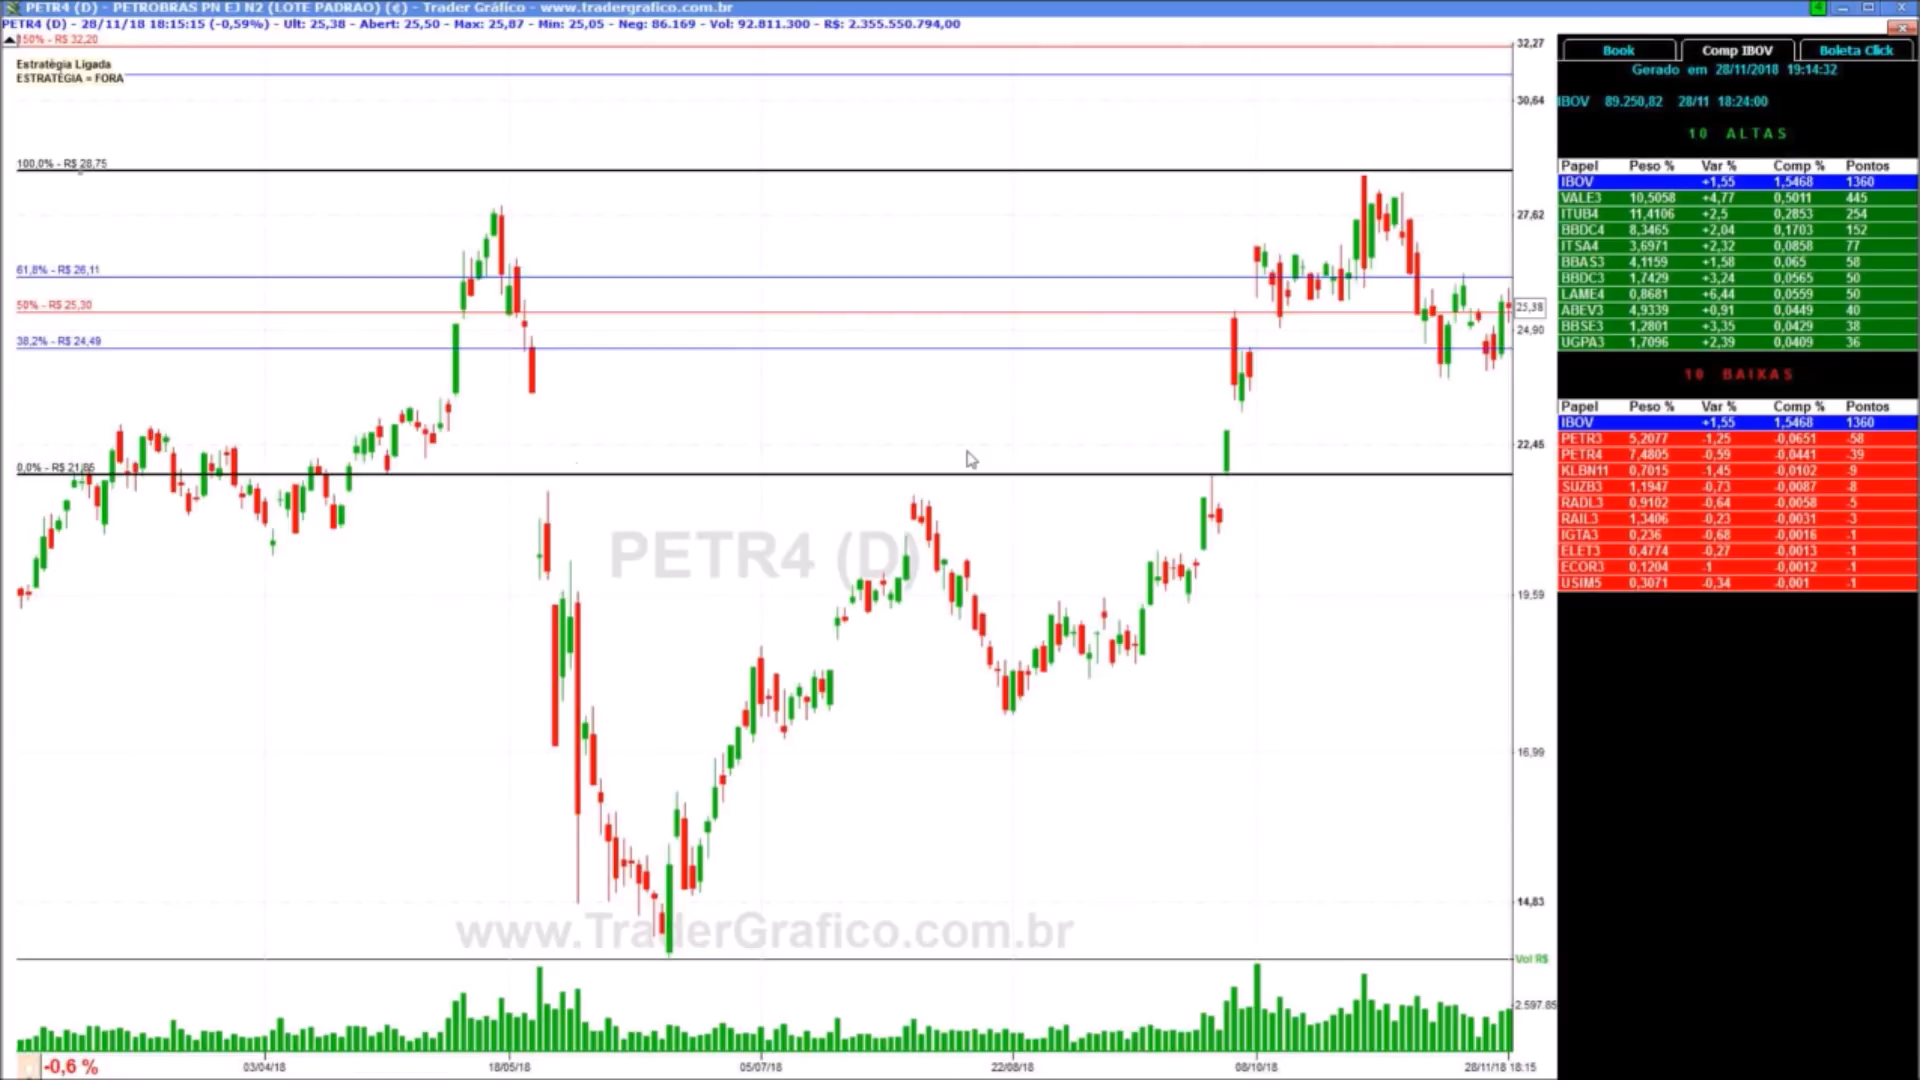 PETR4 (D) - PETROBRAS PN EJ N2 (LOTE PADRAO) (¢) - Trader Gráfico - www.tradergrafico.com.br
PETR4 (D) - 28/11/18 18:15:15 (-0,59%) - Ult: 25,38 - Abert: 25,50 - Max: 25,87 - Min: 25,05 - Neg: 86.169 - Vol: 92.811.300 - R$: 2.355.550.794,00
150% - R$ 32,20
Estratègia Ligada
ESTRATÉGIA = FORA
100,0% - R$ 28,75
61,8% - R$ 26,11
50% - R$ 25,30
38,2% - R$ 24,49
0,0% - R$ 21,85
PETR4 (D)
www.TraderGrafico.com.br
32,27
30,64
27,62
25,38
24,90
22,45
19,59
16,99
14,83
Vol R$
2.597.85
-0,6 %
03/04/18
18/05/18
05/07/18
22/08/18
08/10/18
28/11/18 18:15
Book
Comp IBOV
Boleta Click
Gerado em 28/11/2018 19:14:32
IBOV 89.250,82 28/11 18:24:00
10 ALTAS
Papel Peso % Var % Comp % Pontos
IBOV +1,55 1,5468 1360
VALE3 10,5058 +4,77 0,5011 445
ITUB4 11,4106 +2,5 0,2853 254
BBDC4 8,3465 +2,04 0,1703 152
ITSA4 3,6971 +2,32 0,0858 77
BBAS3 4,1159 +1,58 0,065 58
BBDC3 1,7429 +3,24 0,0565 50
LAME4 0,8681 +6,44 0,0559 50
ABEV3 4,9339 +0,91 0,0449 40
BBSE3 1,2801 +3,35 0,0429 38
UGPA3 1,7096 +2,39 0,0409 36
10 BAIXAS
Papel Peso % Var % Comp % Pontos
IBOV +1,55 1,5468 1360
PETR3 5,2077 -1,25 -0,0651 -58
PETR4 7,4805 -0,59 -0,0441 -39
KLBN11 0,7015 -1,45 -0,0102 -9
SUZB3 1,1947 -0,73 -0,0087 -8
RADL3 0,9102 -0,64 -0,0058 -5
RAIL3 1,3406 -0,23 -0,0031 -3
IGTA3 0,236 -0,68 -0,0016 -1
ELET3 0,4774 -0,27 -0,0013 -1
ECOR3 0,1204 -1 -0,0012 -1
USIM5 0,3071 -0,34 -0,001 -1